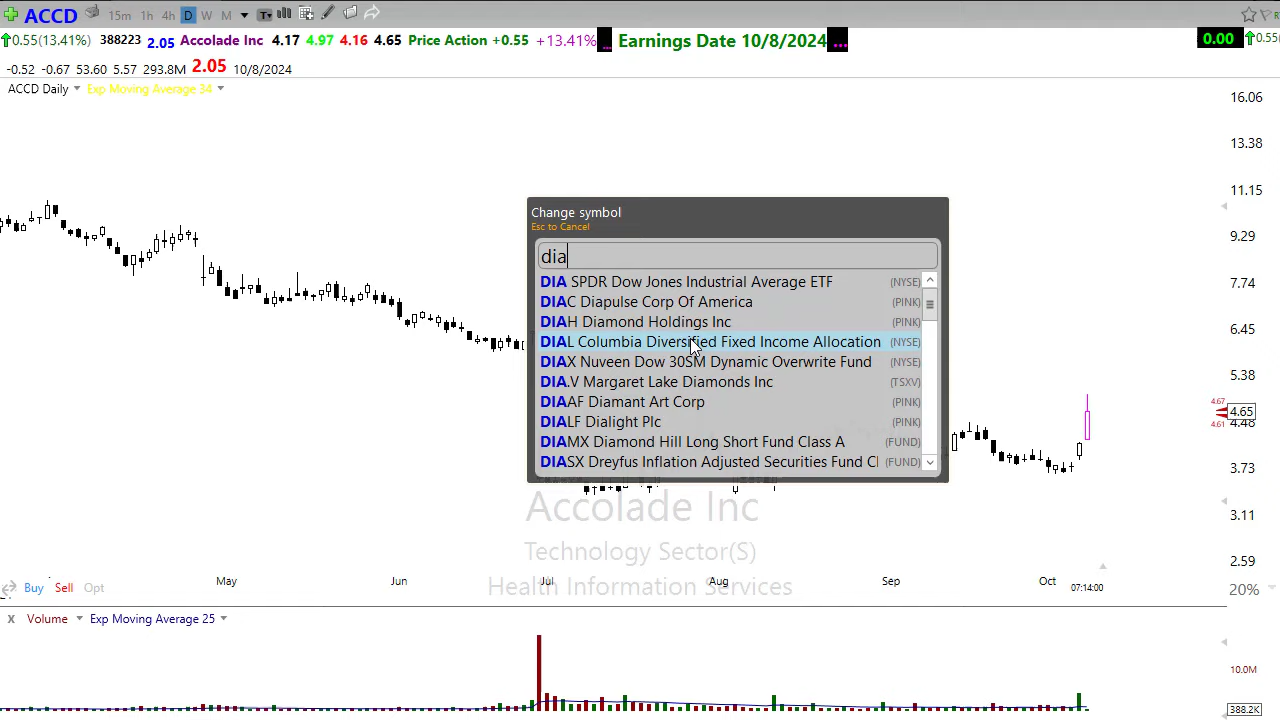 ACCD 15m 1h 4h D W M T
0.55(13.41%) 388223 2.05 Accolade Inc 4.17 4.97 4.16 4.65 Price Action +0.55 +13.41% ... Earnings Date 10/8/2024 ... 0.00 0.55(
-0.52 -0.67 53.60 5.57 293.8M 2.05 10/8/2024
ACCD Daily Exp Moving Average 34
16.06
13.38
11.15
9.29
7.74
6.45
5.38
4.67
4.65
4.61
4.48
3.73
3.11
2.59
Change symbol
Esc to Cancel
dia
DIA SPDR Dow Jones Industrial Average ETF (NYSE)
DIAC Diapulse Corp Of America (PINK)
DIAH Diamond Holdings Inc (PINK)
DIAL Columbia Diversified Fixed Income Allocation (NYSE)
DIAX Nuveen Dow 30SM Dynamic Overwrite Fund (NYSE)
DIA.V Margaret Lake Diamonds Inc (TSXV)
DIAAF Diamant Art Corp (PINK)
DIALF Dialight Plc (PINK)
DIAMX Diamond Hill Long Short Fund Class A (FUND)
DIASX Dreyfus Inflation Adjusted Securities Fund Cl (FUND)
Accolade Inc
Technology Sector(S)
Health Information Services
May Jun Jul Aug Sep Oct
07:14:00
Buy Sell Opt
20%
X Volume Exp Moving Average 25
10.0M
388.2K